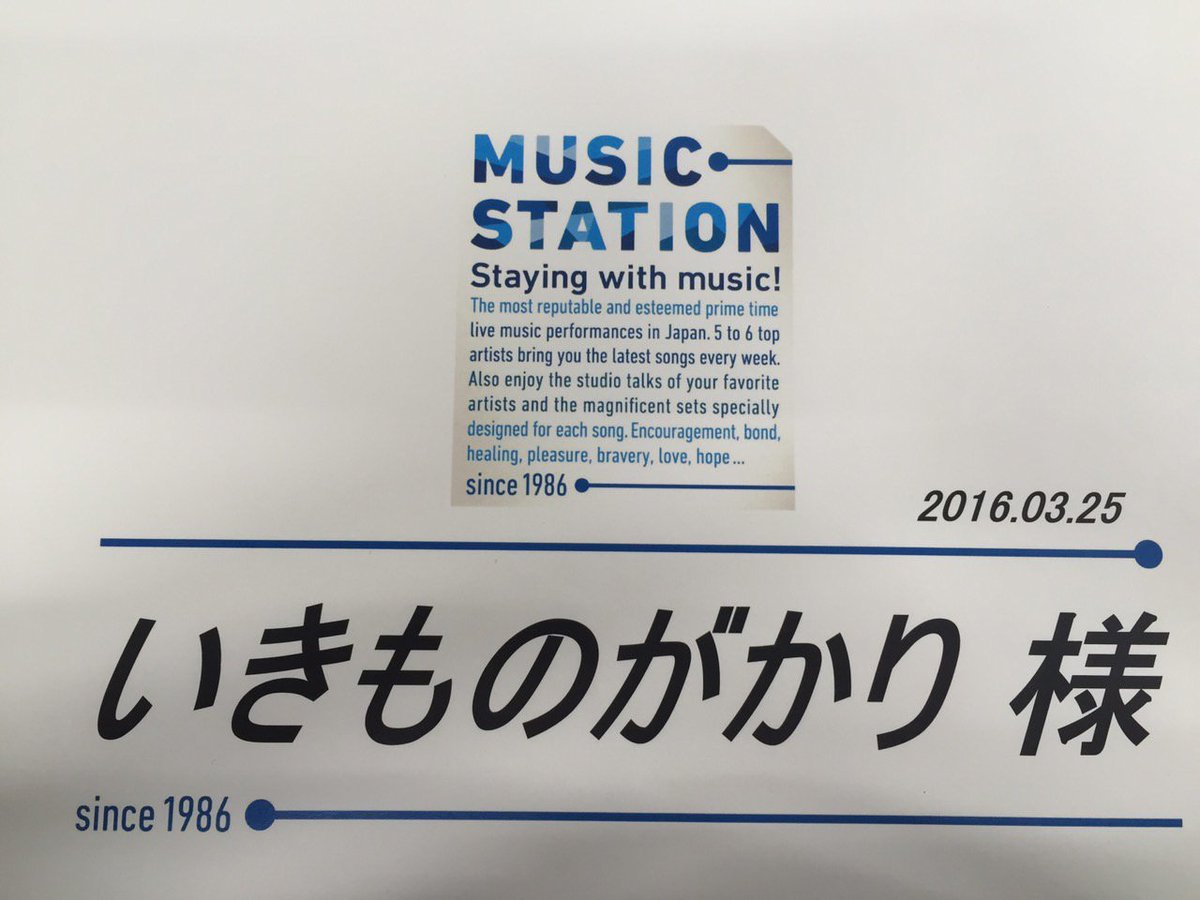 MUSIC
STATION
Staying with music!
The most reputable and esteemed prime time
live music performances in Japan. 5 to 6 top
artists bring you the latest songs every week.
Also enjoy the studio talks of your favorite
artists and the magnificent sets specially
designed for each song. Encouragement, bond,
healing, pleasure, bravery, love, hope...
since 1986
2016.03.25
いきものがかり 様
since 1986